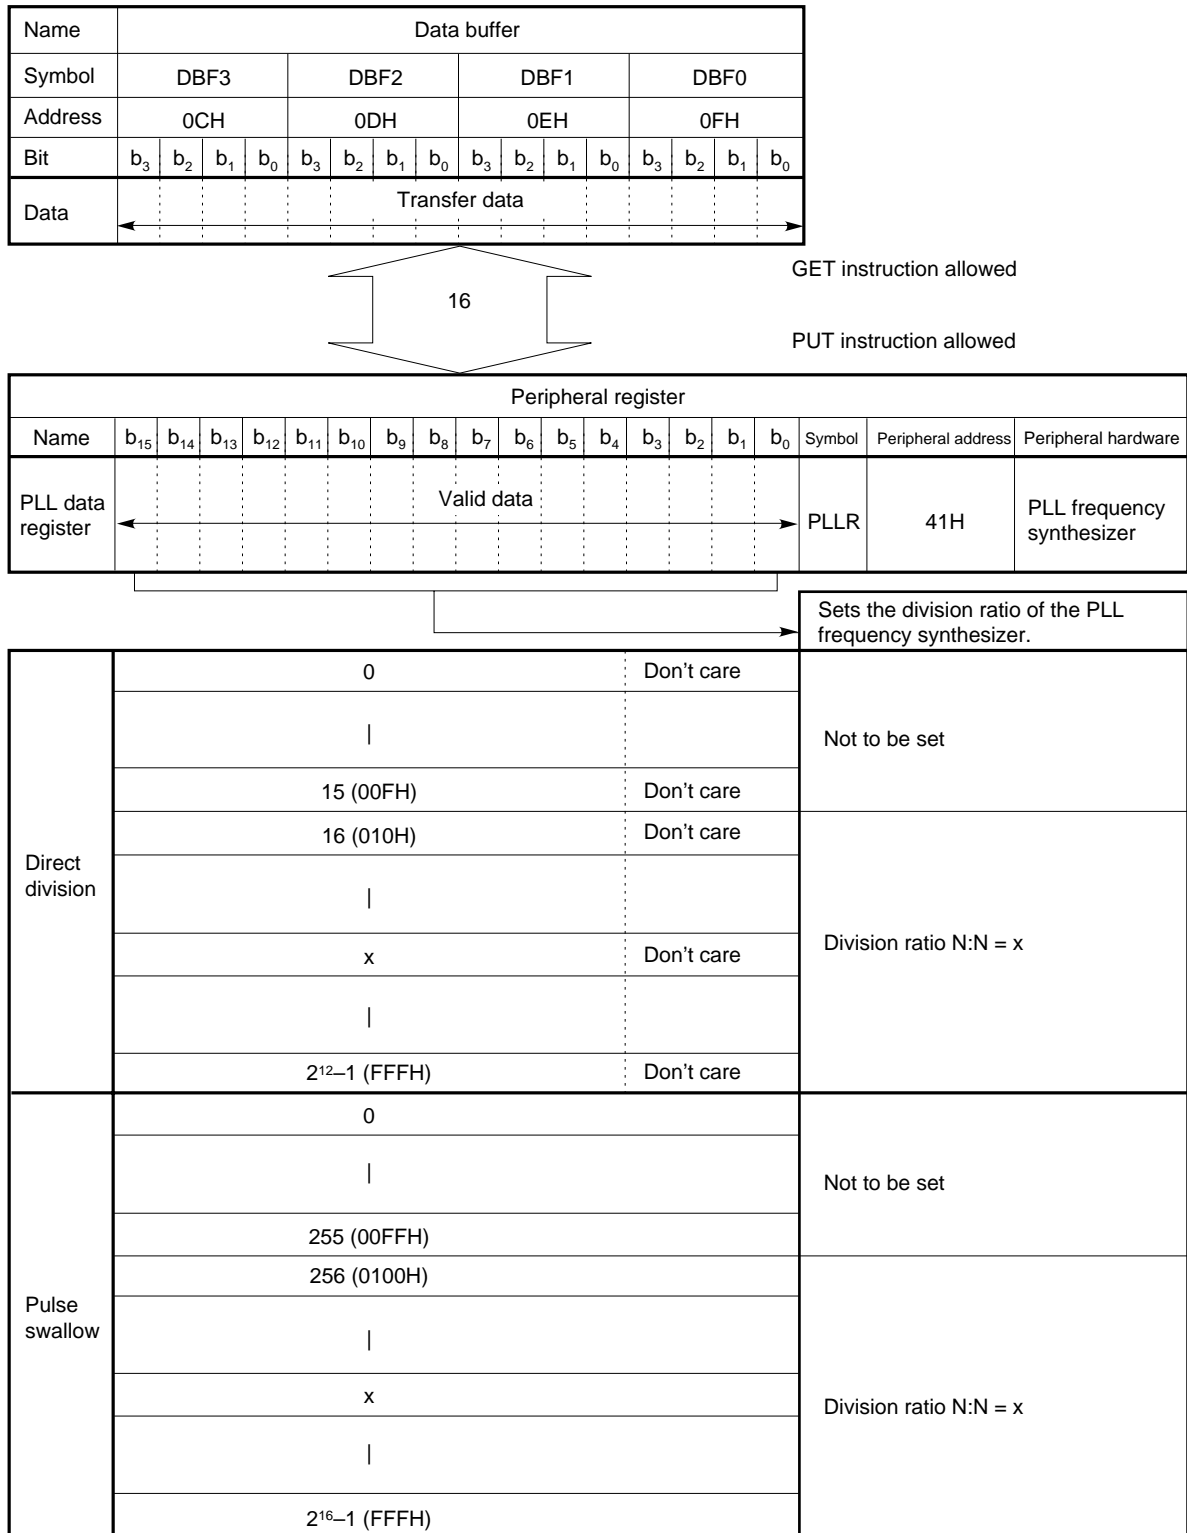 Name Data buffer
Symbol DBF3 DBF2 DBF1 DBF0
Address 0CH 0DH 0EH 0FH
Bit b3 b2 b1 b0 b3 b2 b1 b0 b3 b2 b1 b0 b3 b2 b1 b0
Data Transfer data
GET instruction allowed
16
PUT instruction allowed
Peripheral register
Name b15 b14 b13 b12 b11 b10 b9 b8 b7 b6 b5 b4 b3 b2 b1 b0 Symbol Peripheral address Peripheral hardware
PLL data register Valid data PLLR 41H PLL frequency synthesizer
Sets the division ratio of the PLL
frequency synthesizer.
0 Don't care
|
Not to be set
15 (00FH) Don't care
16 (010H) Don't care
Direct
division
|
Division ratio N:N = x
x Don't care
|
2¹²–1 (FFFH) Don't care
0
|
Not to be set
255 (00FFH)
256 (0100H)
Pulse
swallow
|
x
Division ratio N:N = x
|
2¹⁶–1 (FFFH)